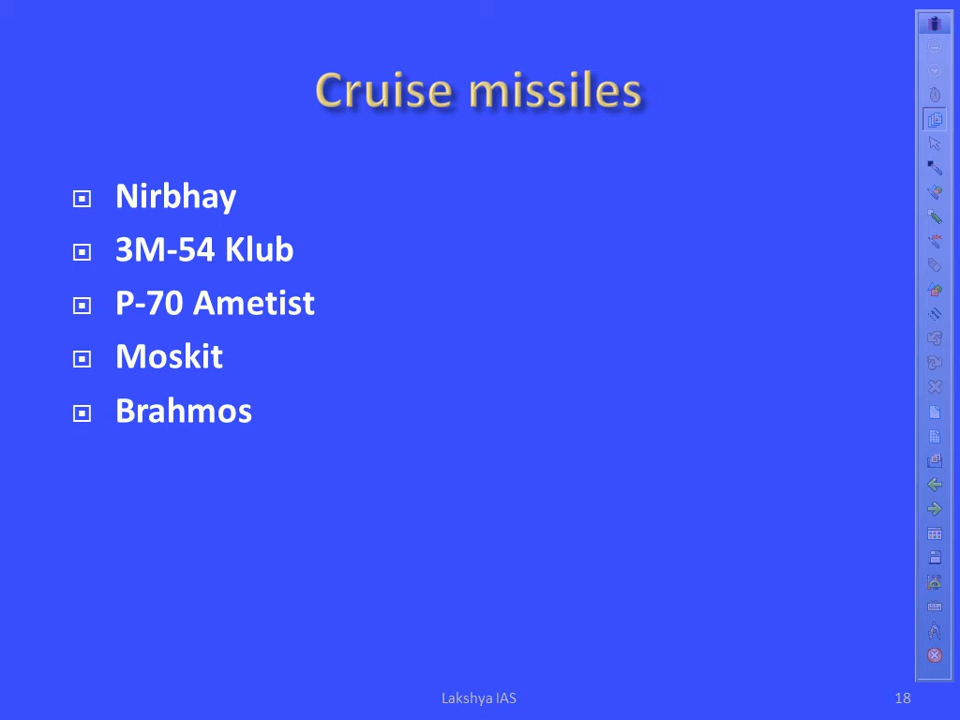 Cruise missiles
Nirbhay
3M-54 Klub
P-70 Ametist
Moskit
Brahmos
Lakshya IAS
18